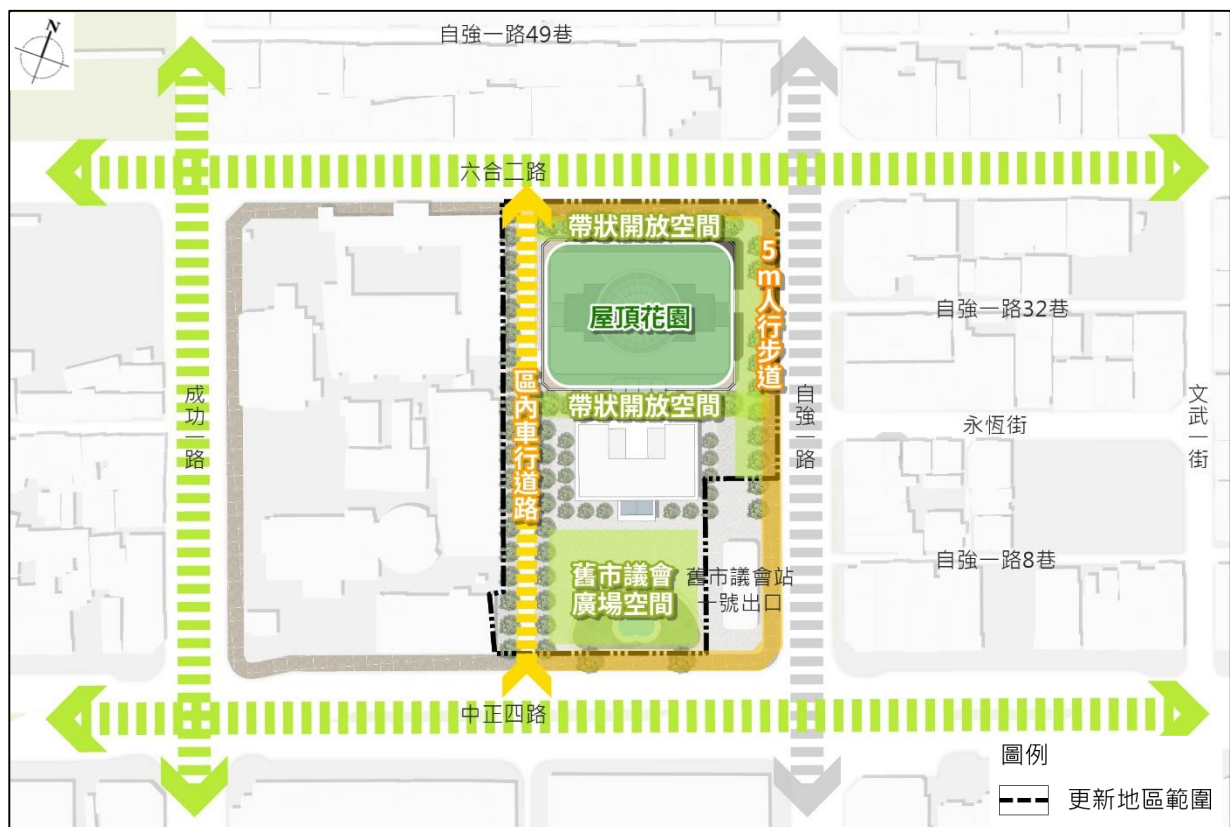 N
自強一路49巷
六合二路
帶狀開放空間
屋頂花園
5m人行步道
自強一路32巷
帶狀開放空間
區內車行道路
成功一路
自強一路
永恆街
文武一街
自強一路8巷
舊市議會
廣場空間
舊市議會站
一號出口
中正四路
圖例
更新地區範圍